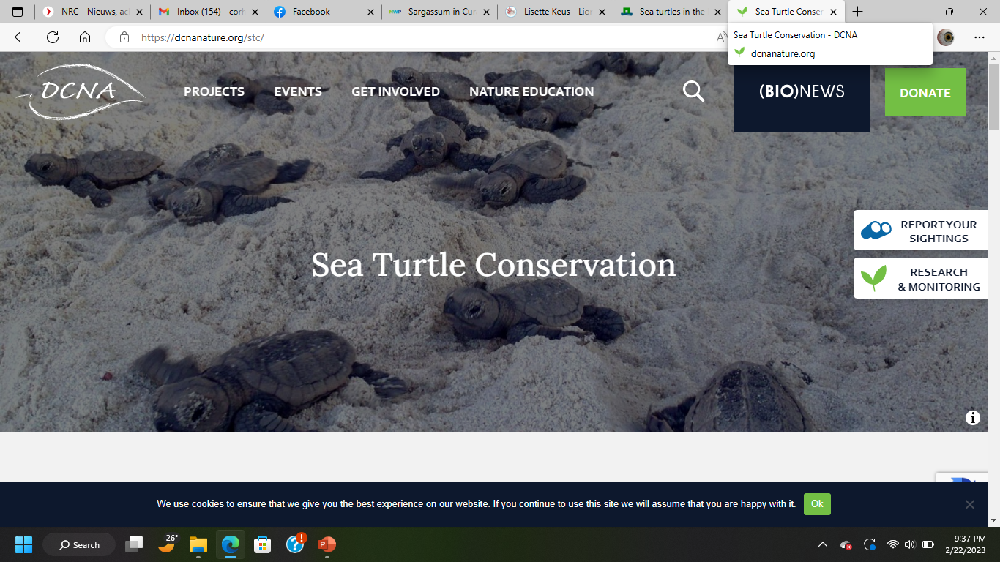 NRC - Nieuws, ac
Inbox (154) - corh
Facebook
Sargassum in Cur
Lisette Keus - Lion
Sea turtles in the
Sea Turtle Conser
https://dcnanature.org/stc/
Sea Turtle Conservation - DCNA
dcnanature.org
DCNA
PROJECTS
EVENTS
GET INVOLVED
NATURE EDUCATION
(BIO)NEWS
DONATE
REPORT YOUR
SIGHTINGS
Sea Turtle Conservation
RESEARCH
& MONITORING
We use cookies to ensure that we give you the best experience on our website. If you continue to use this site we will assume that you are happy with it.
Ok
Search
26°
9:37 PM
2/22/2023